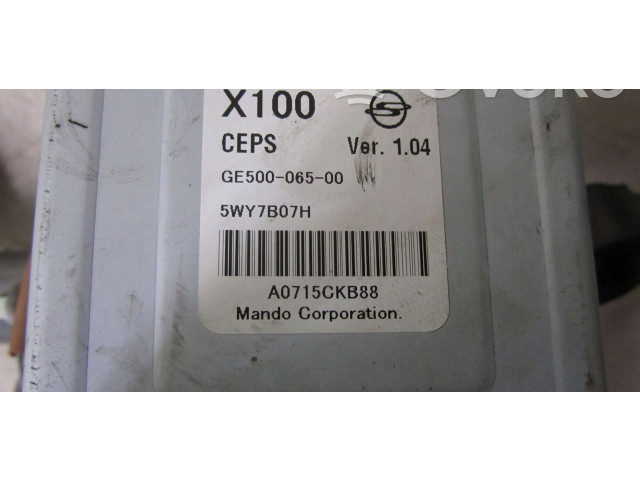 X100
CEPS Ver. 1.04
GE500-065-00
5WY7B07H
A0715CKB88
Mando Corporation.